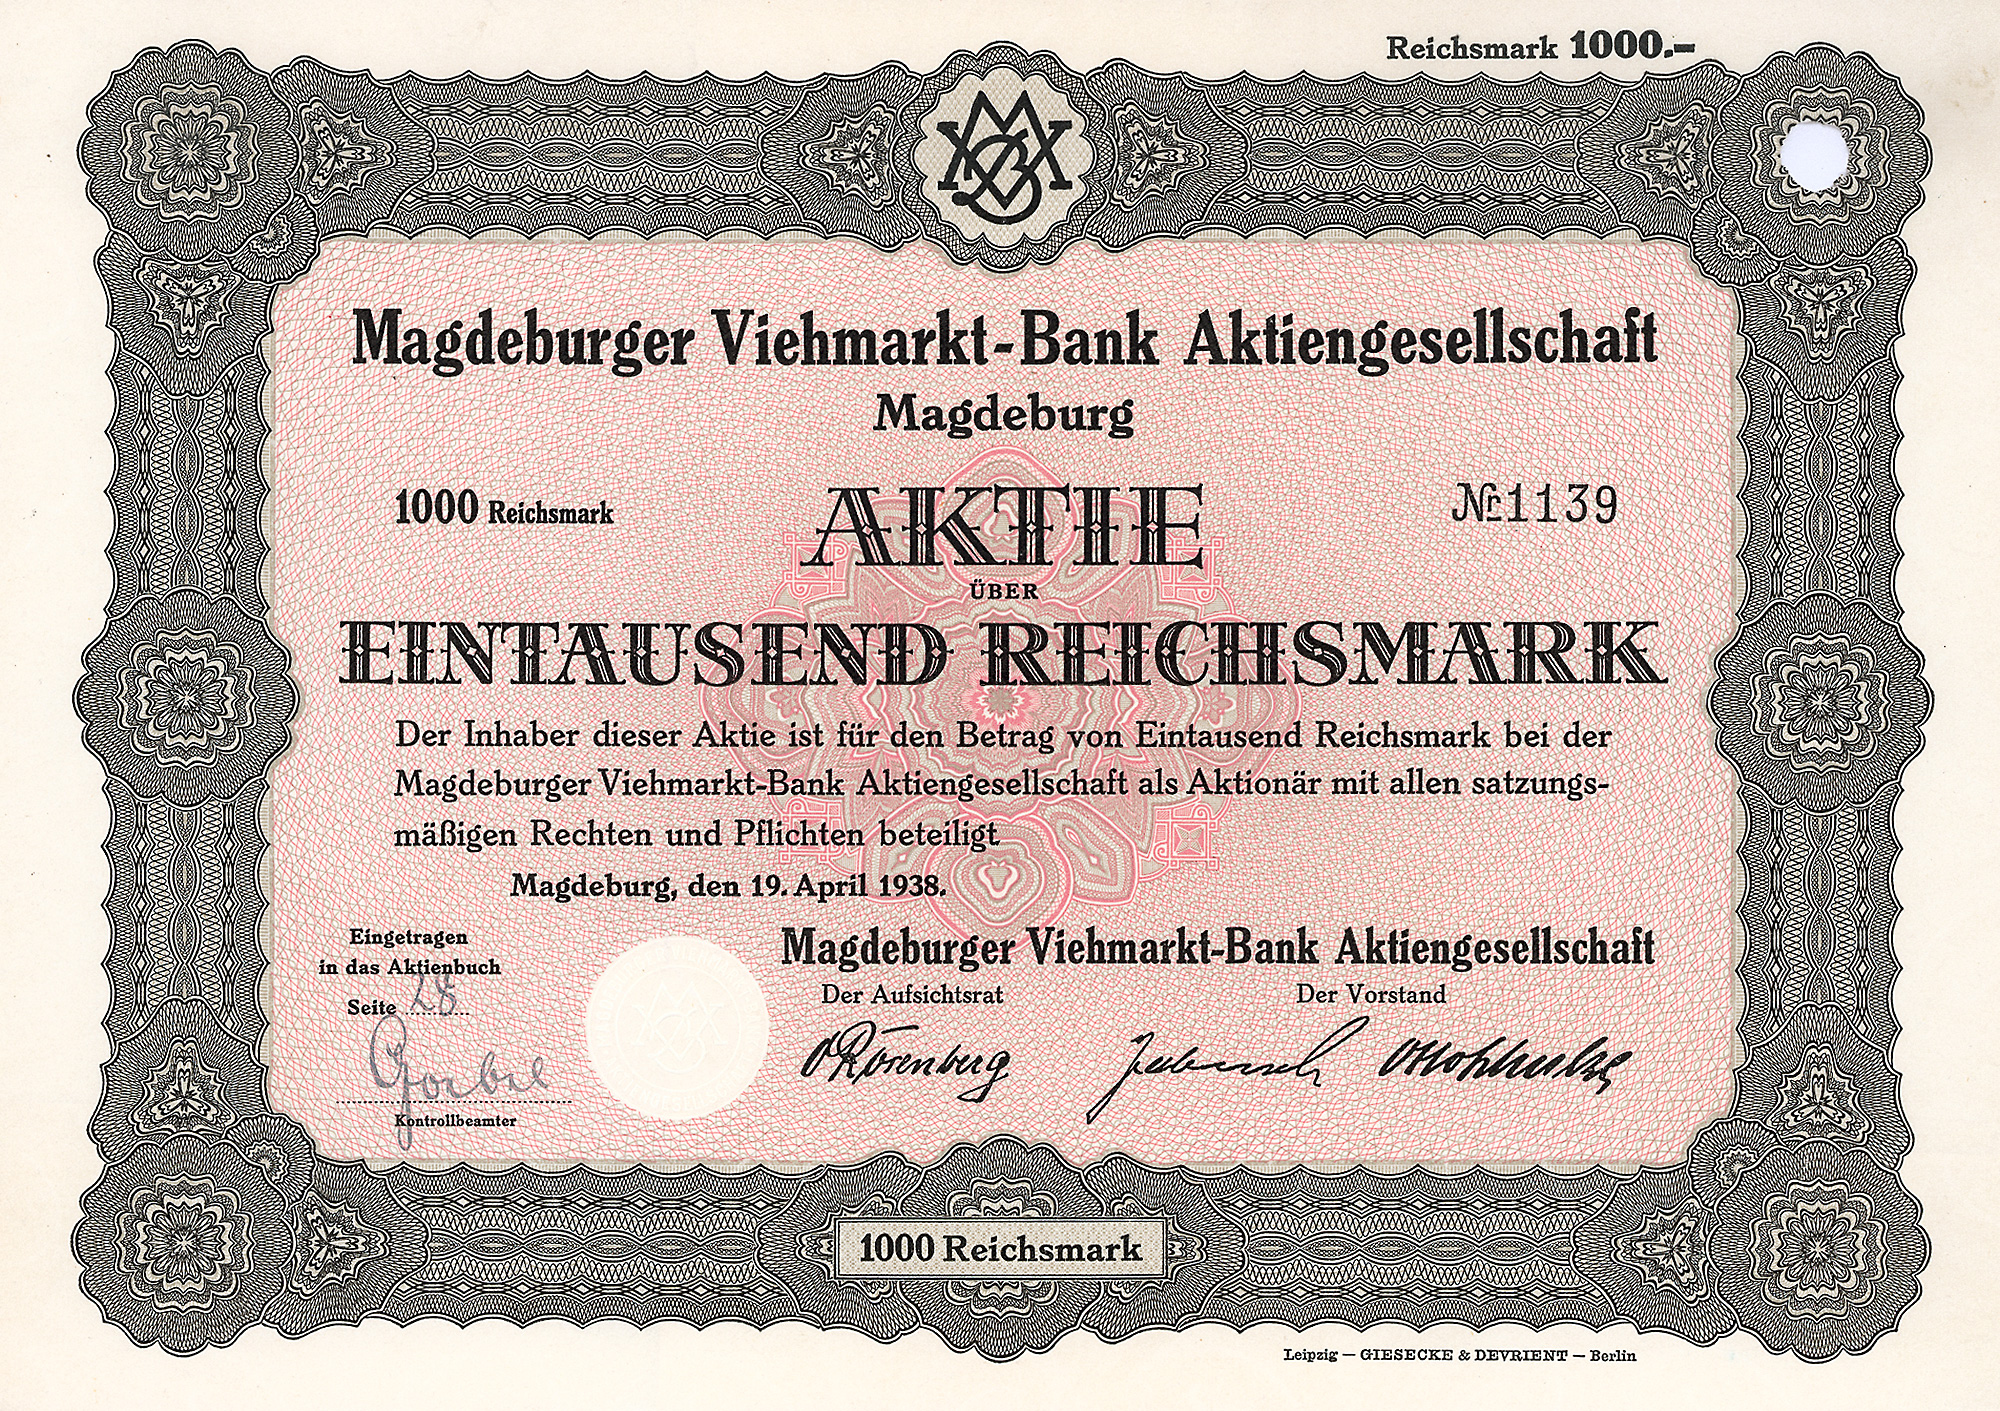 Reichsmark 1000.-
Magdeburger Viehmarkt-Bank Aktiengesellschaft
Magdeburg
1000 Reichsmark
AKTIE
№ 1139
ÜBER
EINTAUSEND REICHSMARK
Der Inhaber dieser Aktie ist für den Betrag von Eintausend Reichsmark bei der
Magdeburger Viehmarkt-Bank Aktiengesellschaft als Aktionär mit allen satzungs-
mäßigen Rechten und Pflichten beteiligt
Magdeburg, den 19. April 1938.
Eingetragen
in das Aktienbuch
Seite 28
Kontrollbeamter
Magdeburger Viehmarkt-Bank Aktiengesellschaft
Der Aufsichtsrat
Der Vorstand
1000 Reichsmark
Leipzig — GIESECKE & DEVRIENT — Berlin